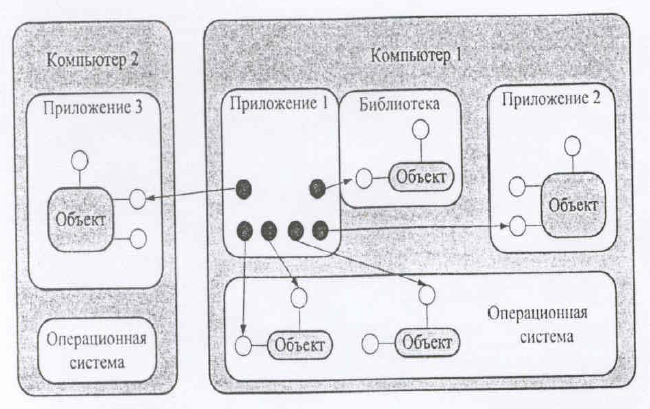 Компьютер 2
Приложение 3
Объект
Операционная
система
Компьютер 1
Приложение 1
Библиотека
Объект
Приложение 2
Объект
Объект
Объект
Операционная
система